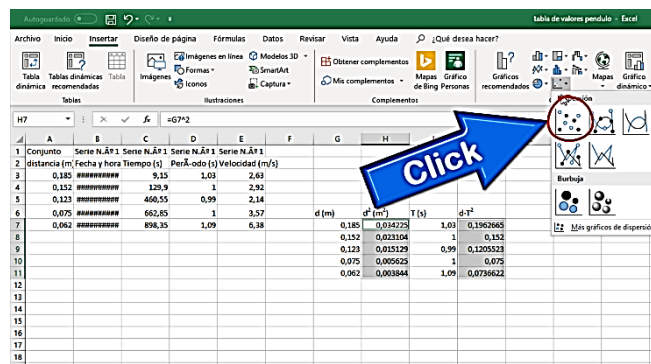 Autoguardado
tabla de valores pendulo - Excel
Archivo Inicio Insertar Diseño de página Fórmulas Datos Revisar Vista Ayuda ¿Qué desea hacer?
Tabla dinámica
Tablas dinámicas recomendadas
Tabla
Tablas
Imágenes
Imágenes en línea
Formas
Iconos
Modelos 3D
SmartArt
Captura
Ilustraciones
Obtener complementos
Mis complementos
Mapas de Bing
Gráfico Personas
Complementos
Gráficos recomendados
Mapas
Gráfico dinámico
H7
fx
=G7^2
A B C D E F G H
1 Conjunto Serie N.Âº 1 Serie N.Âº 1 Serie N.Âº 1 Serie N.Âº 1
2 distancia (m Fecha y hora Tiempo (s) PerÃ-odo (s) Velocidad (m/s)
3 0,185 ########## 9,15 1,03 2,63
4 0,152 ########## 129,9 1 2,92
5 0,123 ########## 460,55 0,99 2,14
6 0,075 ########## 662,85 1 3,57 d (m) d² (m²) T (s) d·T²
7 0,062 ########## 898,35 1,09 6,38 0,185 0,034225 1,03 0,1962665
8 0,152 0,023104 1 0,152
9 0,123 0,015129 0,99 0,1205523
10 0,075 0,005625 1 0,075
11 0,062 0,003844 1,09 0,0736622
12
13
14
15
16
17
18
Click
Burbuja
Más gráficos de dispersió